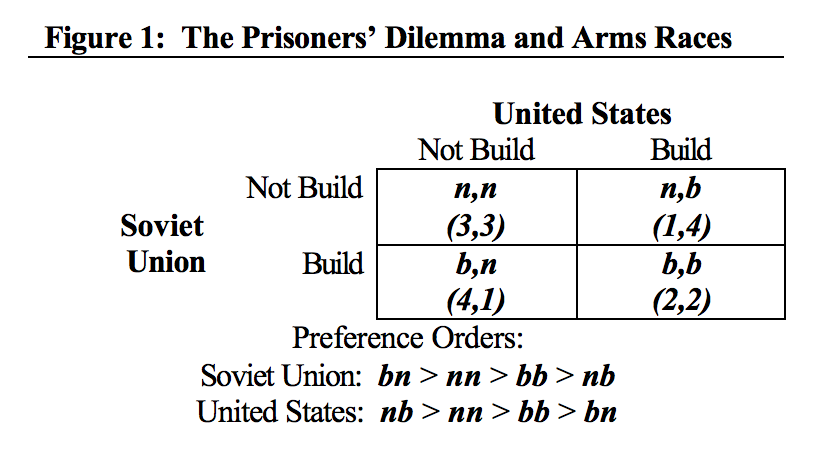 Figure 1: The Prisoners' Dilemma and Arms Races
United States
Not Build Build
Not Build n,n n,b
Soviet (3,3) (1,4)
Union Build b,n b,b
(4,1) (2,2)
Preference Orders:
Soviet Union: bn > nn > bb > nb
United States: nb > nn > bb > bn